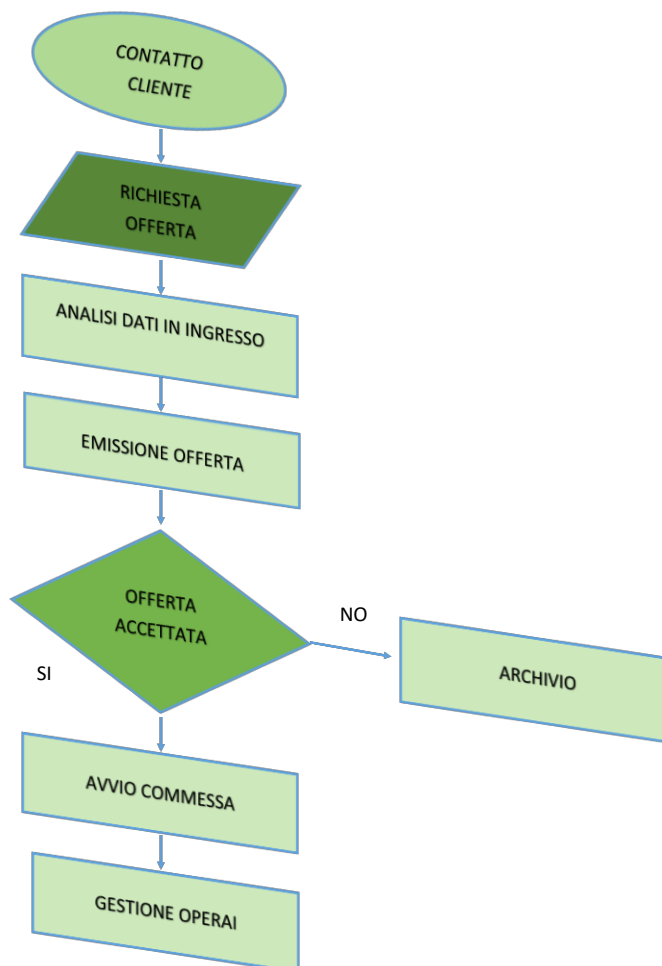 CONTATTO
CLIENTE
RICHIESTA
OFFERTA
ANALISI DATI IN INGRESSO
EMISSIONE OFFERTA
OFFERTA
ACCETTATA
NO
SI
ARCHIVIO
AVVIO COMMESSA
GESTIONE OPERAI